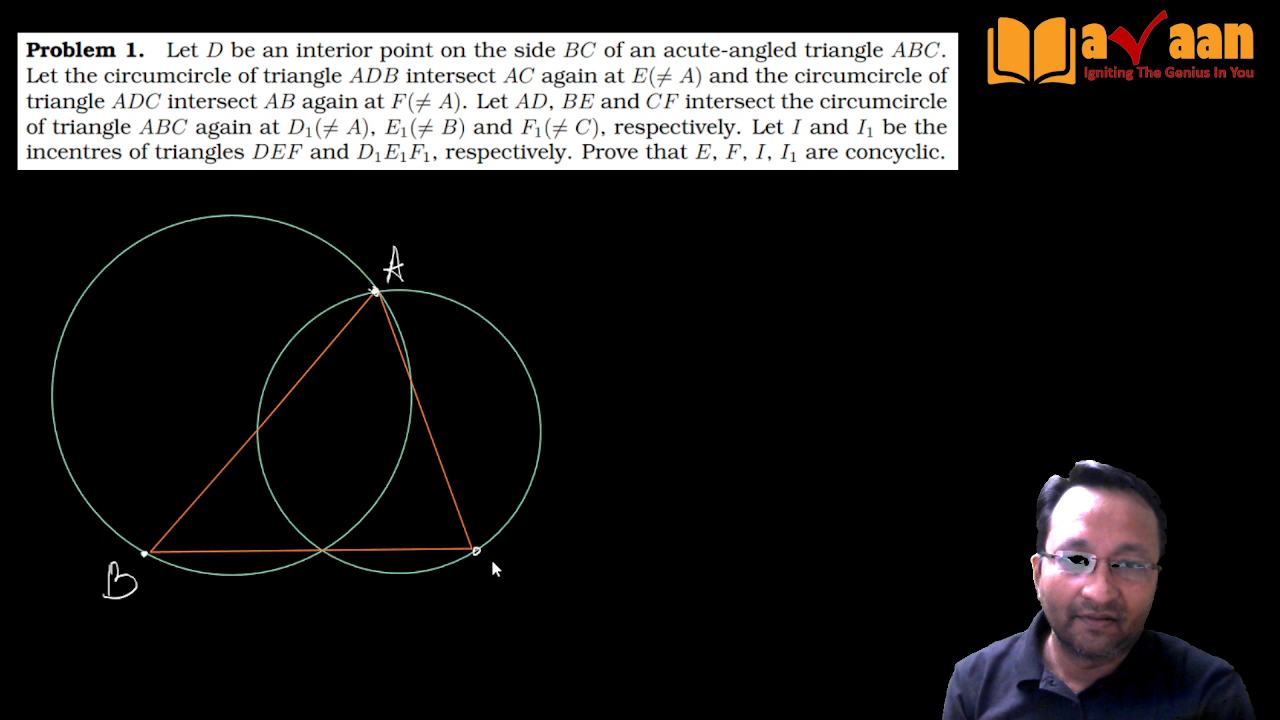 Problem 1. Let D be an interior point on the side BC of an acute-angled triangle ABC.
Let the circumcircle of triangle ADB intersect AC again at E(≠ A) and the circumcircle of
triangle ADC intersect AB again at F(≠ A). Let AD, BE and CF intersect the circumcircle
of triangle ABC again at D₁(≠ A), E₁(≠ B) and F₁(≠ C), respectively. Let I and I₁ be the
incentres of triangles DEF and D₁E₁F₁, respectively. Prove that E, F, I, I₁ are concyclic.
aVaan
Igniting The Genius In You
A
B